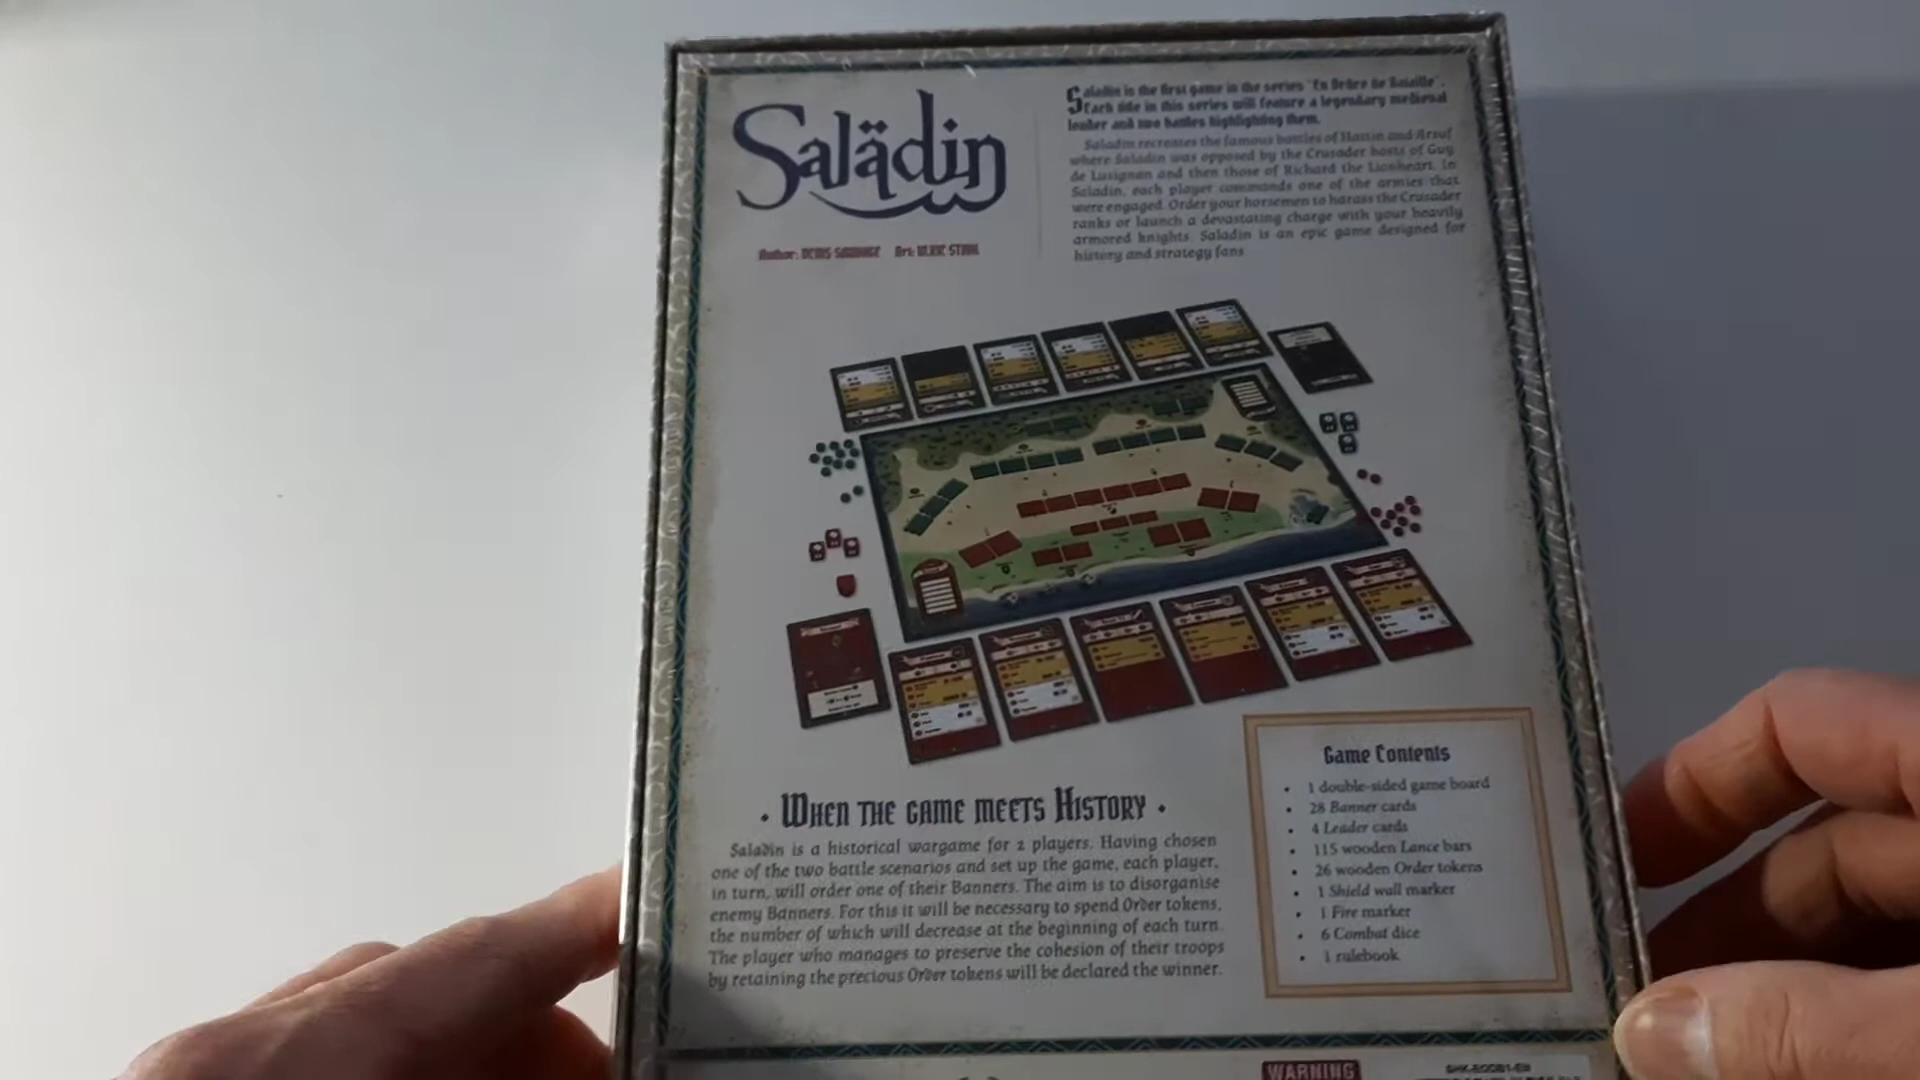 Saladin
Author: DENIS SAUVAGE Art: ULRIC STAHL
Saladin is the first game in the series "En Ordre de Bataille".
Each title in this series will feature a legendary medieval
leader and two battles highlighting them.
Saladin recreates the famous battles of Hattin and Arsuf
where Saladin was opposed by the Crusader hosts of Guy
de Lusignan and then those of Richard the Lionheart. In
Saladin, each player commands one of the armies that
were engaged. Order your horsemen to harass the Crusader
ranks or launch a devastating charge with your heavily
armored knights. Saladin is an epic game designed for
history and strategy fans
• WHEN THE GAME MEETS HISTORY •
Saladin is a historical wargame for 2 players. Having chosen
one of the two battle scenarios and set up the game, each player,
in turn, will order one of their Banners. The aim is to disorganise
enemy Banners. For this it will be necessary to spend Order tokens,
the number of which will decrease at the beginning of each turn.
The player who manages to preserve the cohesion of their troops
by retaining the precious Order tokens will be declared the winner.
Game Contents
• 1 double-sided game board
• 28 Banner cards
• 4 Leader cards
• 115 wooden Lance bars
• 26 wooden Order tokens
• 1 Shield wall marker
• 1 Fire marker
• 6 Combat dice
• 1 rulebook
WARNING